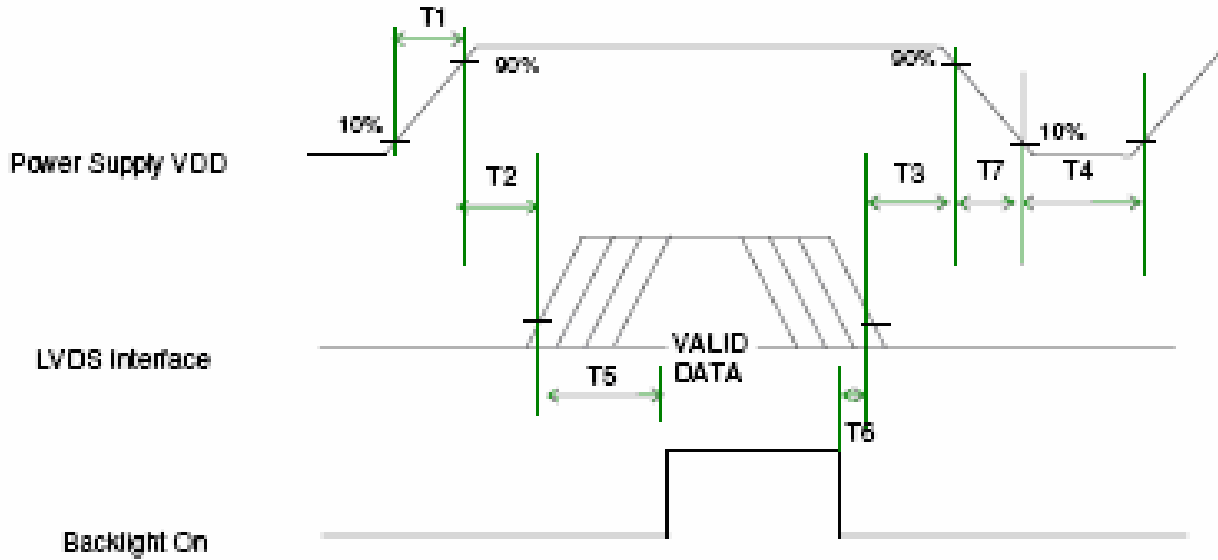 T1
90%
90%
10%
10%
Power Supply VDD
T2
T3
T7
T4
LVDS Interface
VALID
DATA
T5
T6
Backlight On